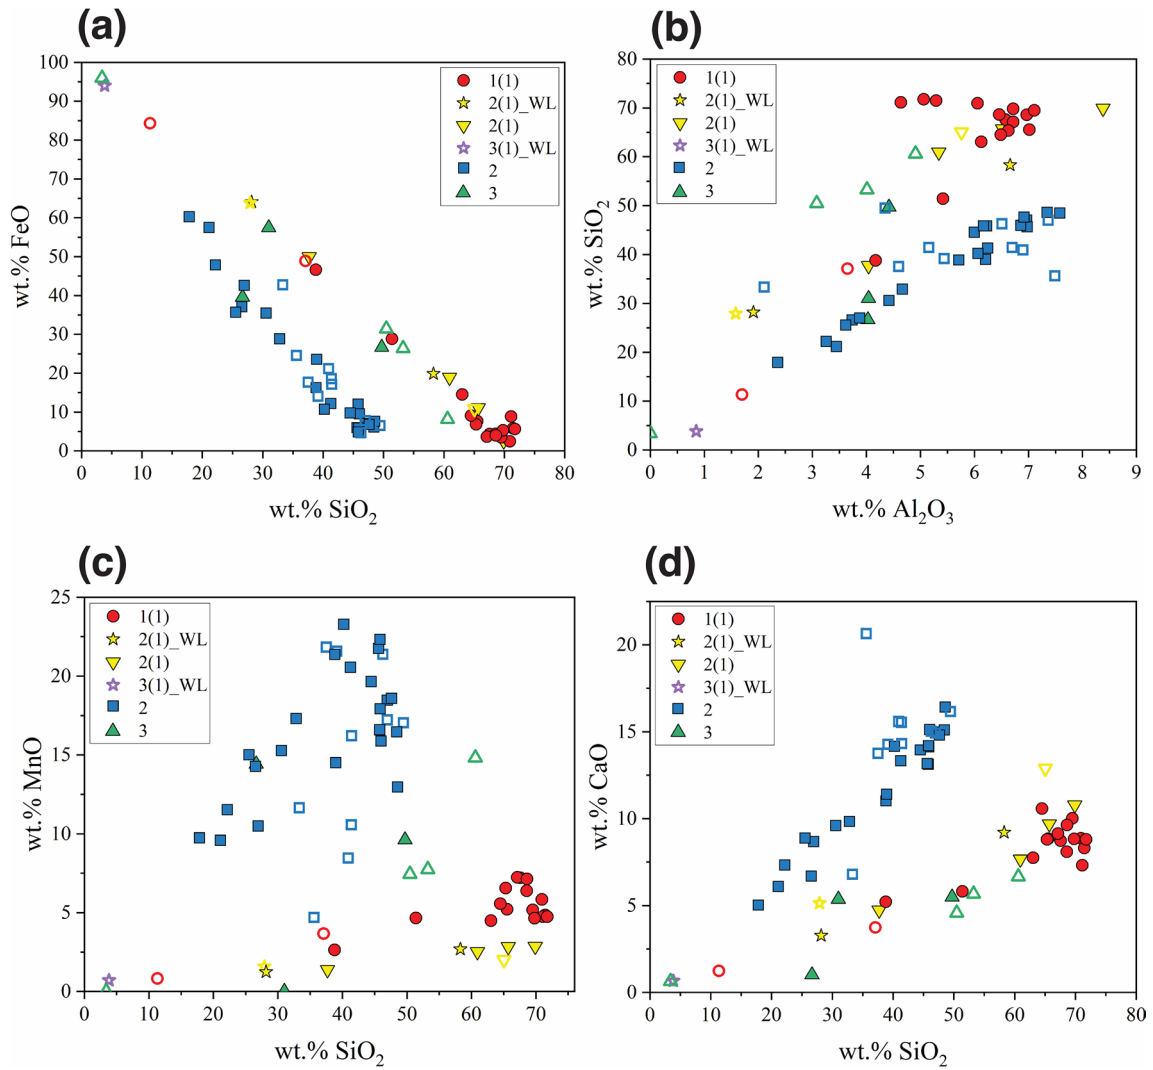 (a)
100
90
80
70
60
50
40
30
20
10
0
0 10 20 30 40 50 60 70 80
wt.% FeO
wt.% SiO₂
1(1)
2(1)_WL
2(1)
3(1)_WL
2
3
(b)
80
70
60
50
40
30
20
10
0
0 1 2 3 4 5 6 7 8 9
wt.% SiO₂
wt.% Al₂O₃
1(1)
2(1)_WL
2(1)
3(1)_WL
2
3
(c)
25
20
15
10
5
0
0 10 20 30 40 50 60 70
wt.% MnO
wt.% SiO₂
1(1)
2(1)_WL
2(1)
3(1)_WL
2
3
(d)
20
15
10
5
0
0 10 20 30 40 50 60 70 80
wt.% CaO
wt.% SiO₂
1(1)
2(1)_WL
2(1)
3(1)_WL
2
3